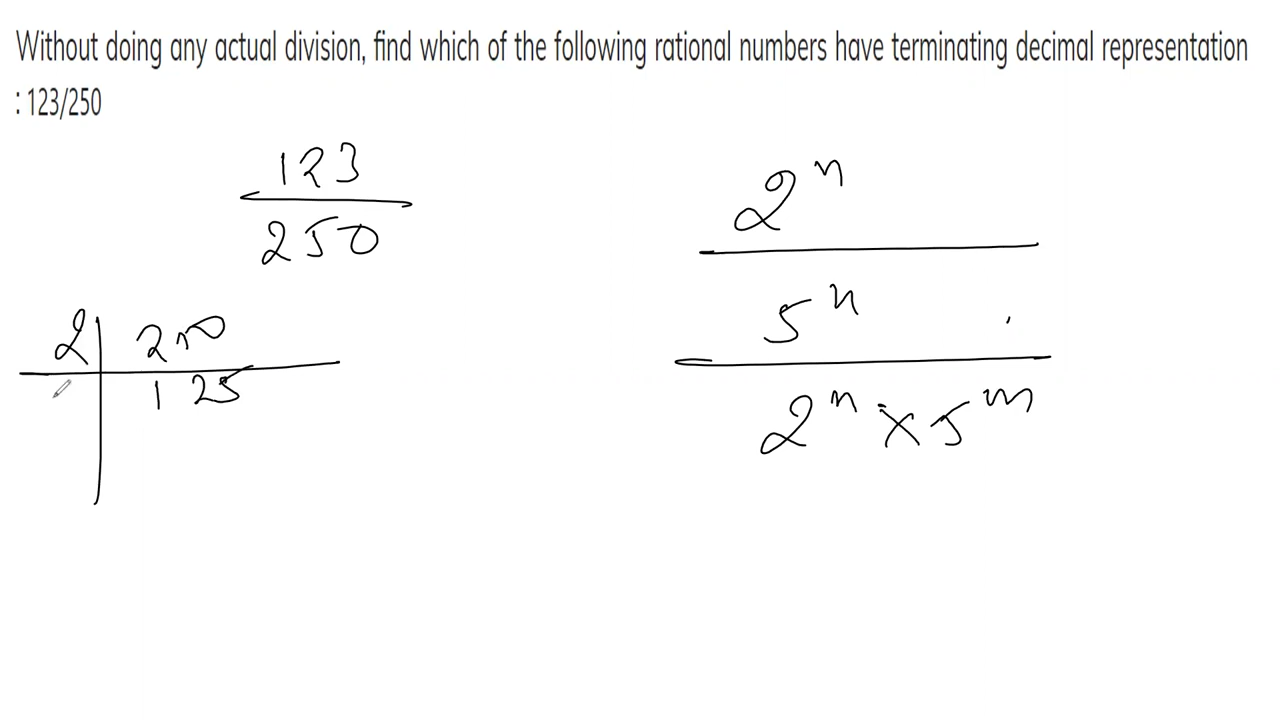 Without doing any actual division, find which of the following rational numbers have terminating decimal representation
: 123/250
123
250
2 250
125
2^n
5^n
2^n × 5^m